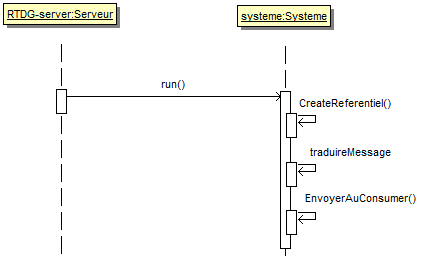 RTDG-server:Serveur
systeme:Systeme
run()
CreateReferentiel()
traduireMessage
EnvoyerAuConsumer()